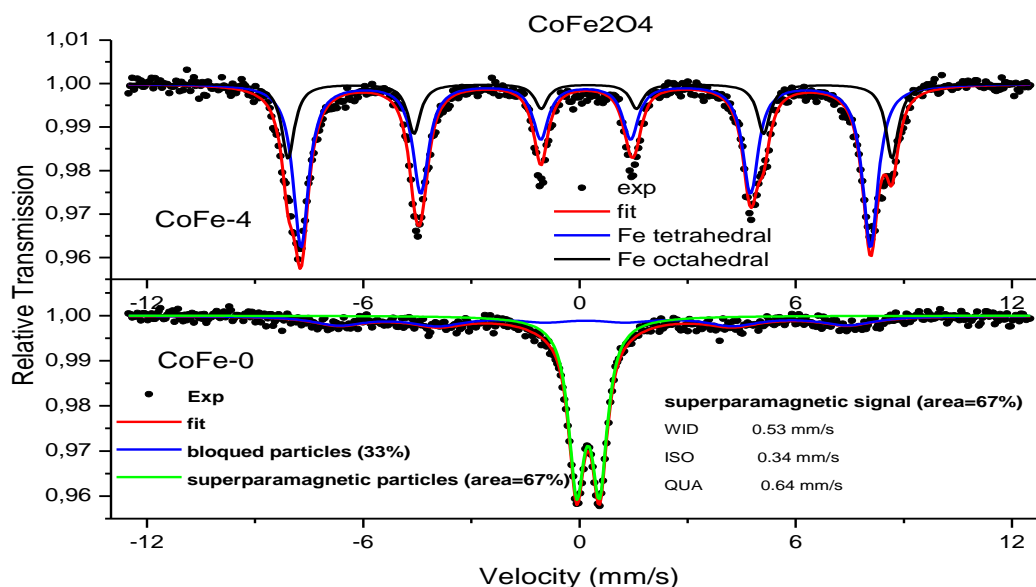 CoFe2O4
1,01
1,00
0,99
0,98
0,97
0,96
CoFe-4
exp
fit
Fe tetrahedral
Fe octahedral
-12
-6
0
6
12
Relative Transmission
1,00
0,99
0,98
0,97
0,96
CoFe-0
Exp
fit
bloqued particles (33%)
superparamagnetic particles (area=67%)
superparamagnetic signal (area=67%)
WID 0.53 mm/s
ISO 0.34 mm/s
QUA 0.64 mm/s
-12
-6
0
6
12
Velocity (mm/s)